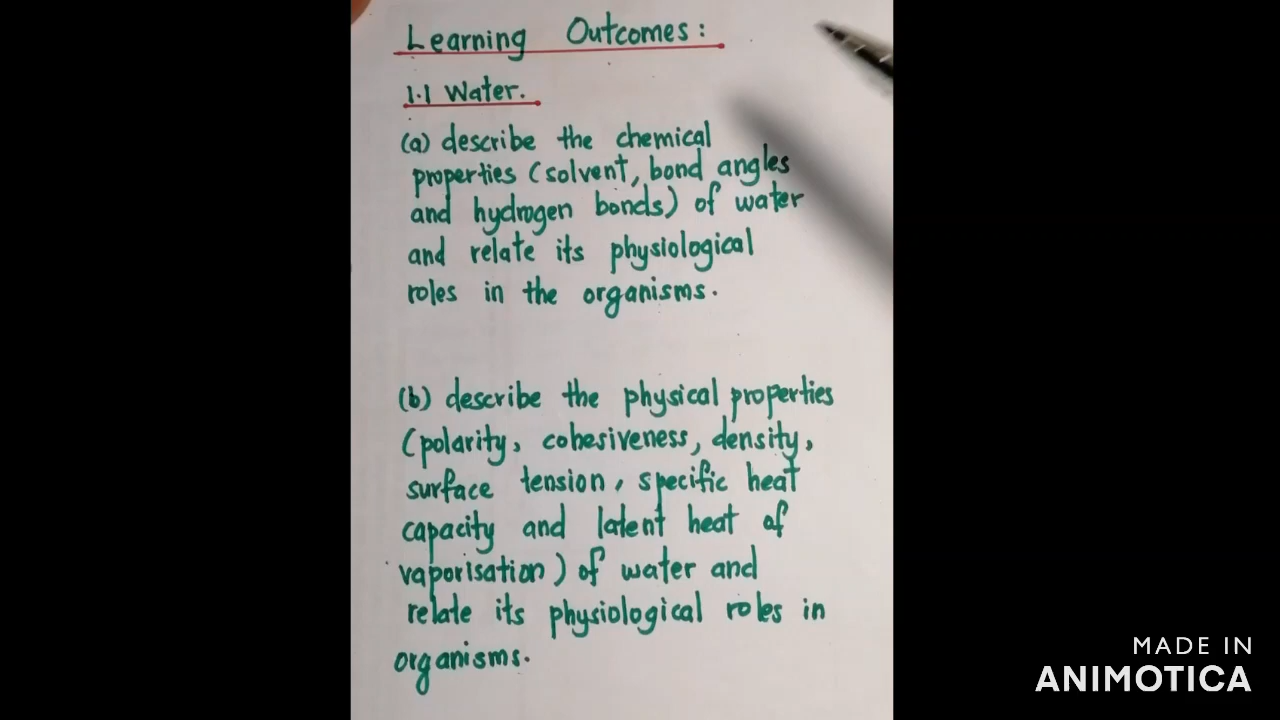 Learning Outcomes:
1.1 Water.
(a) describe the chemical
properties (solvent, bond angles
and hydrogen bonds) of water
and relate its physiological
roles in the organisms.
(b) describe the physical properties
(polarity, cohesiveness, density,
surface tension, specific heat
capacity and latent heat of
vaporisation) of water and
relate its physiological roles in
organisms.
MADE IN
ANIMOTICA